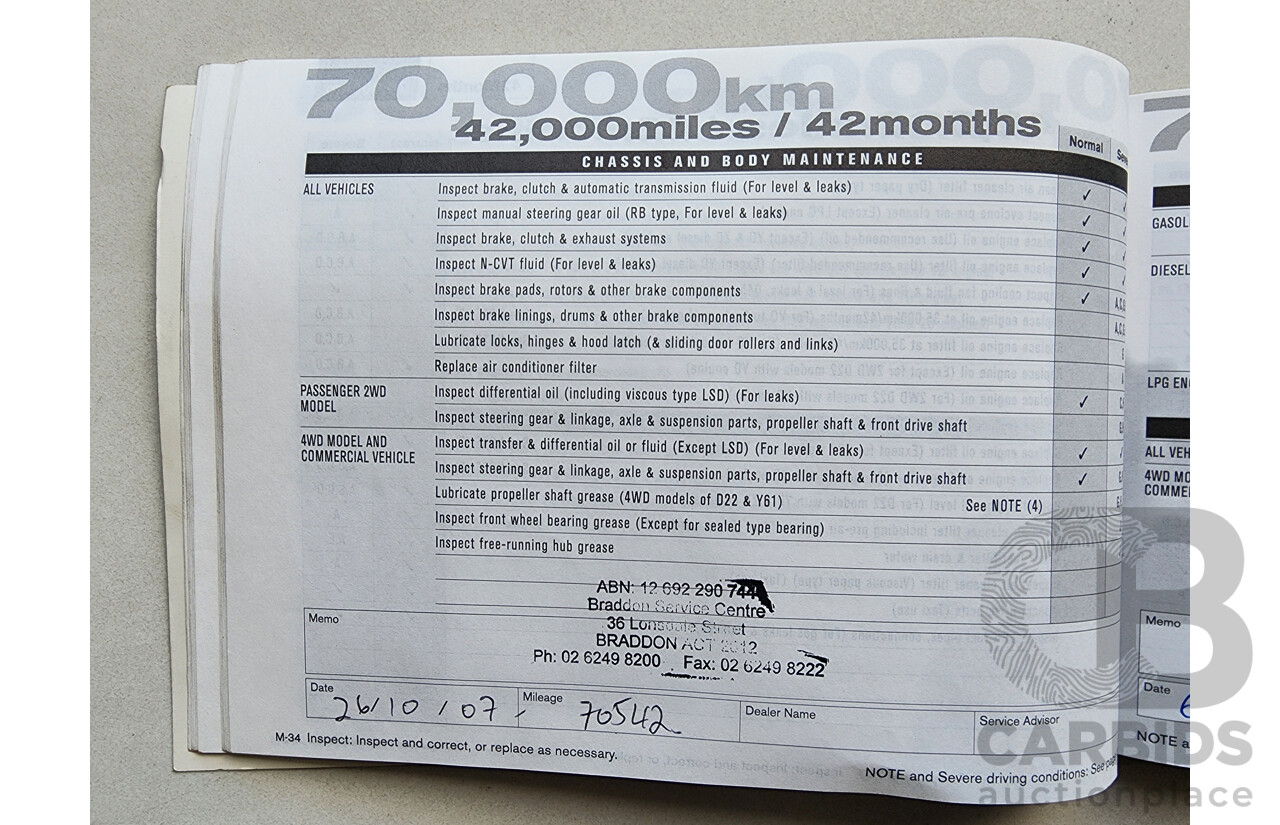 70,000km
42,000miles / 42months
Normal
CHASSIS AND BODY MAINTENANCE
ALL VEHICLES
Inspect brake, clutch & automatic transmission fluid (For level & leaks) ✓
Inspect manual steering gear oil (RB type, For level & leaks) ✓
Inspect brake, clutch & exhaust systems ✓
Inspect N-CVT fluid (For level & leaks) ✓
Inspect brake pads, rotors & other brake components ✓
Inspect brake linings, drums & other brake components
Lubricate locks, hinges & hood latch (& sliding door rollers and links)
Replace air conditioner filter
PASSENGER 2WD
MODEL
Inspect differential oil (including viscous type LSD) (For leaks) ✓
Inspect steering gear & linkage, axle & suspension parts, propeller shaft & front drive shaft
4WD MODEL AND
COMMERCIAL VEHICLE
Inspect transfer & differential oil or fluid (Except LSD) (For level & leaks) ✓
Inspect steering gear & linkage, axle & suspension parts, propeller shaft & front drive shaft ✓
Lubricate propeller shaft grease (4WD models of D22 & Y61) See NOTE (4)
Inspect front wheel bearing grease (Except for sealed type bearing)
Inspect free-running hub grease
ABN: 12 692 290 744
Braddon Service Centre
36 Lonsdale Street
BRADDON ACT 2612
Ph: 02 6249 8200 Fax: 02 6249 8222
Memo
Date 26/10/07
Mileage 70542
Dealer Name
Service Advisor
M-34 Inspect: Inspect and correct, or replace as necessary.
NOTE and Severe driving conditions: See
GASOL
DIESEL
LPG EN
ALL VEH
4WD MO
COMME
Memo
Date
NOTE a
CB
CARBIDS
auctionplace